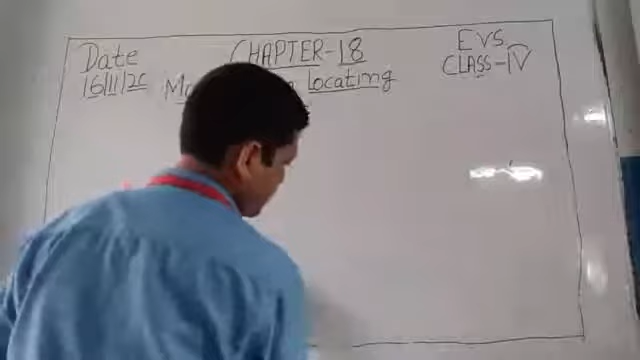 Date CHAPTER-18 EVS
16/11/20 locating CLASS-IV